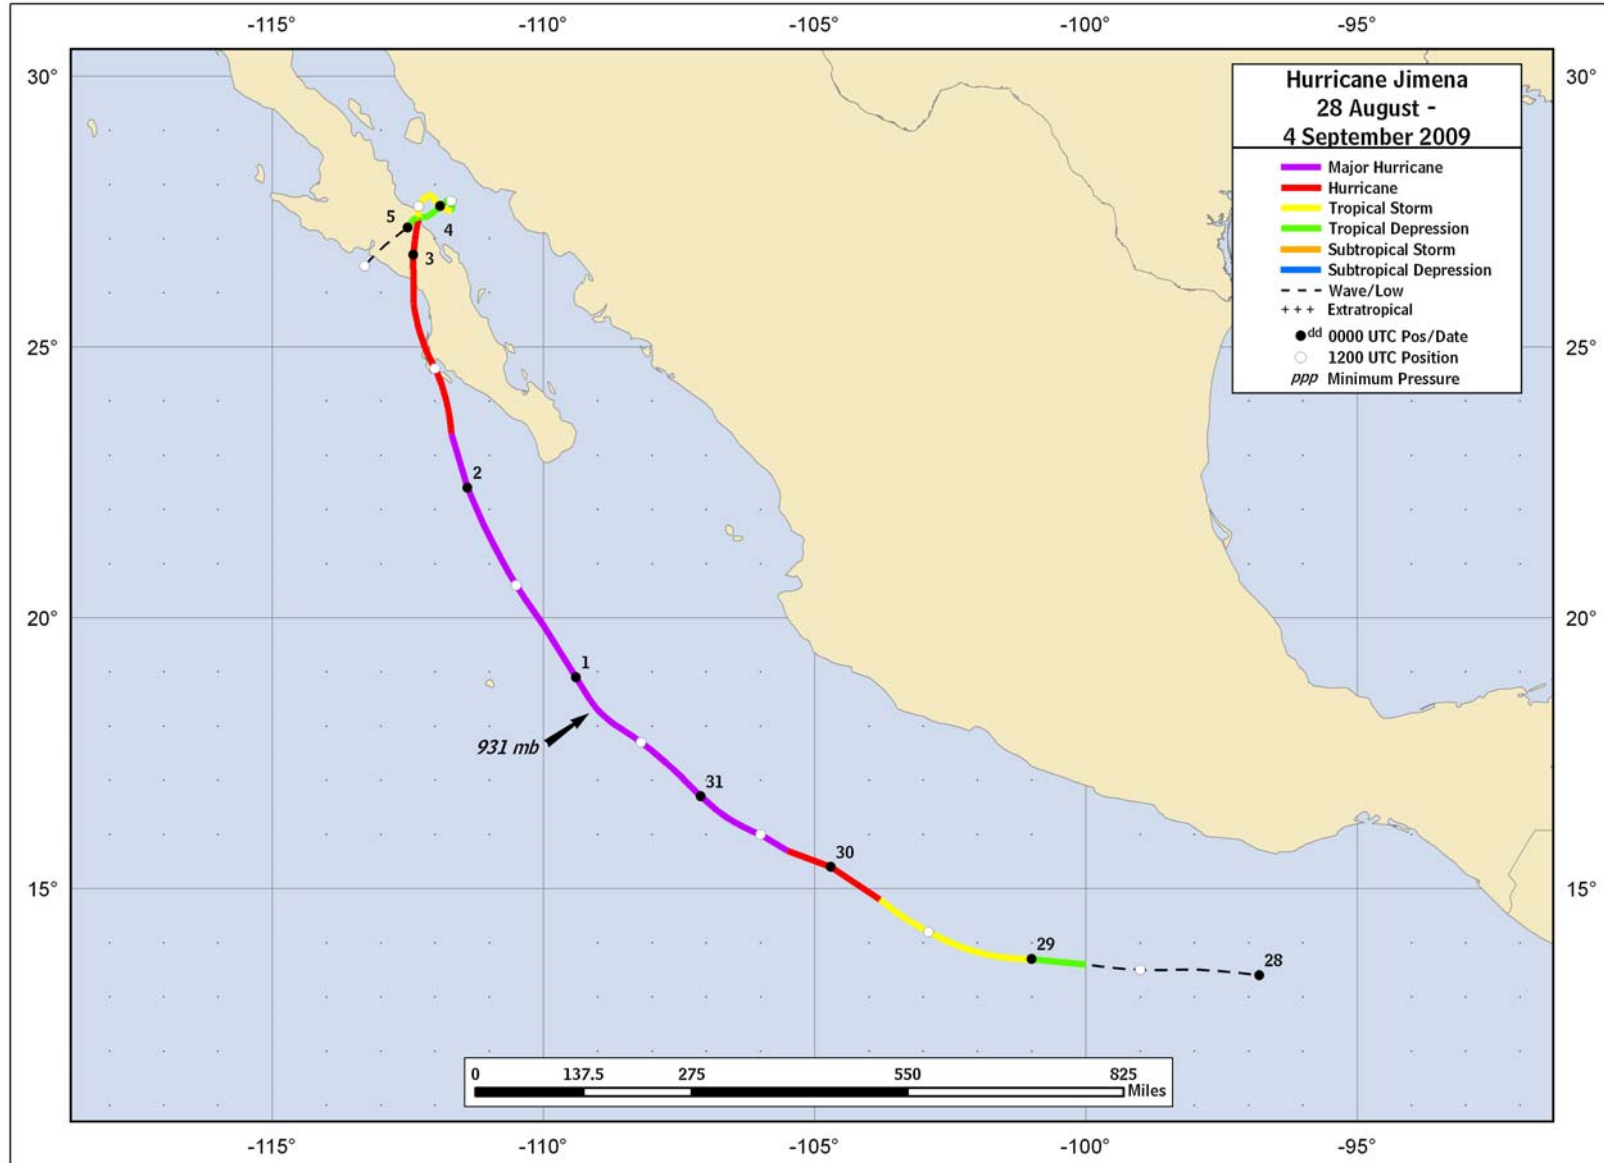 -115° -110° -105° -100° -95°
30° 30°
Hurricane Jimena
28 August -
4 September 2009
Major Hurricane
Hurricane
Tropical Storm
Tropical Depression
Subtropical Storm
Subtropical Depression
Wave/Low
+++ Extratropical
dd 0000 UTC Pos/Date
1200 UTC Position
ppp Minimum Pressure
5
4
3
25° 25°
2
20° 20°
1
931 mb
31
30
15° 15°
29
28
0 137.5 275 550 825
Miles
-115° -110° -105° -100° -95°